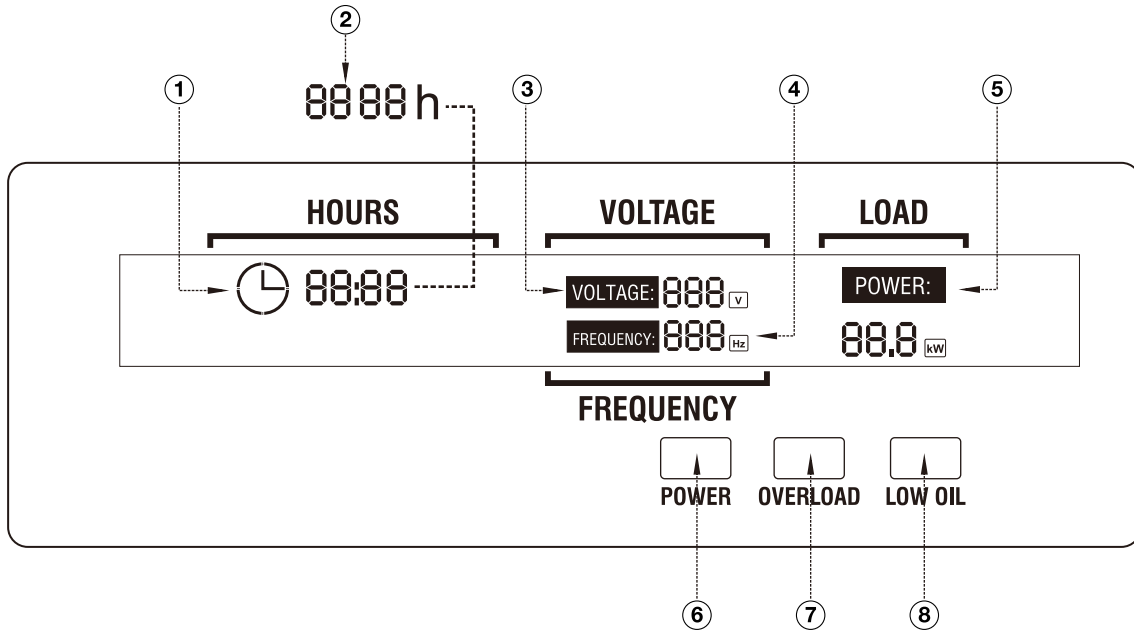 2
1
3
4
5
8888 h
HOURS
VOLTAGE
LOAD
88:88
VOLTAGE: 888 V
POWER:
FREQUENCY: 888 Hz
88.8 kW
FREQUENCY
POWER
OVERLOAD
LOW OIL
6
7
8